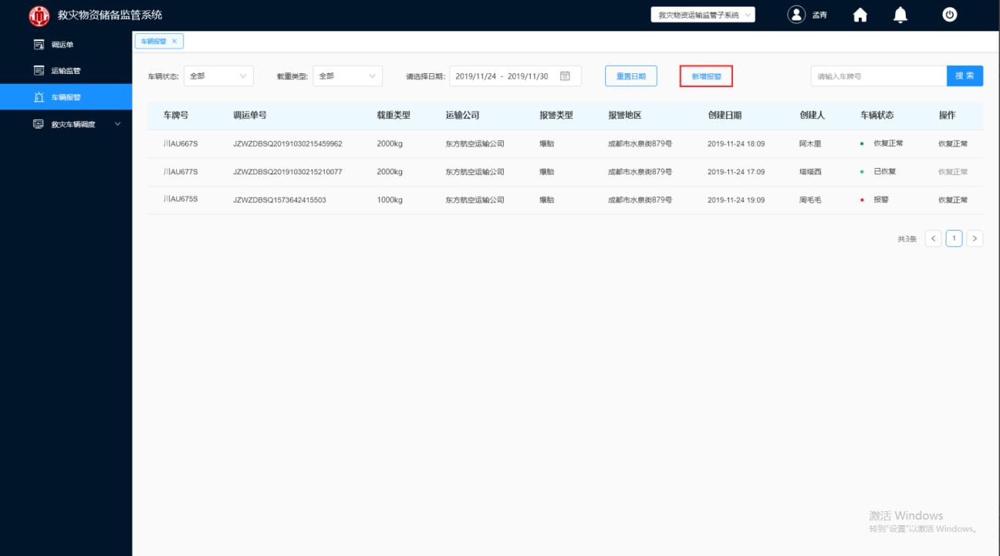 救灾物资储备监管系统
救灾物资运输监管子系统
孟青
调运单
运输监管
车辆报警
救灾车辆调度
车辆报警 ×
车辆状态: 全部 载重类型: 全部 请选择日期: 2019/11/24 - 2019/11/30 重置日期 新增报警 请输入车牌号 搜索
车牌号 调运单号 载重类型 运输公司 报警类型 报警地区 创建日期 创建人 车辆状态 操作
川AU667S JZWZDBSQ20191030215459962 2000kg 东方航空运输公司 爆胎 成都市水泉街879号 2019-11-24 18:09 阿木里 恢复正常 恢复正常
川AU677S JZWZDBSQ20191030215210077 2000kg 东方航空运输公司 爆胎 成都市水泉街879号 2019-11-24 17:09 塔塔西 已恢复 恢复正常
川AU675S JZWZDBSQ1573642415503 1000kg 东方航空运输公司 爆胎 成都市水泉街879号 2019-11-24 19:09 周毛毛 报警 恢复正常
共3条 < 1 >
激活 Windows
转到"设置"以激活 Windows。